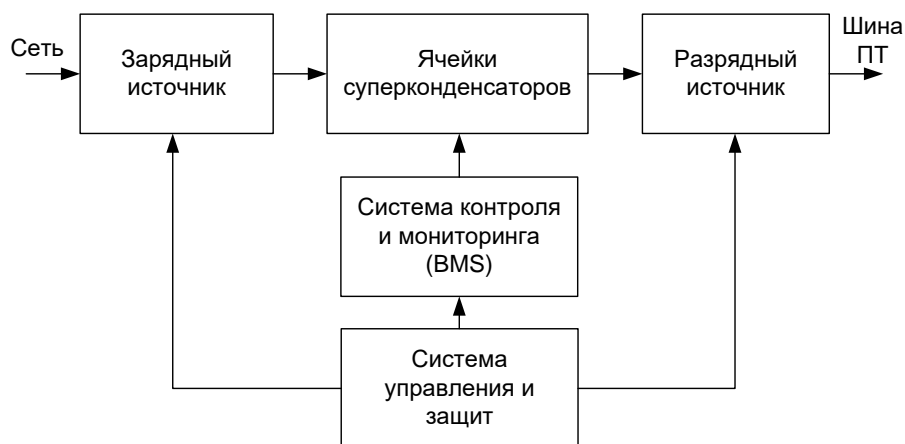 Сеть
Зарядный
источник
Ячейки
суперконденсаторов
Разрядный
источник
Шина
ПТ
Система контроля
и мониторинга
(BMS)
Система
управления и
защит